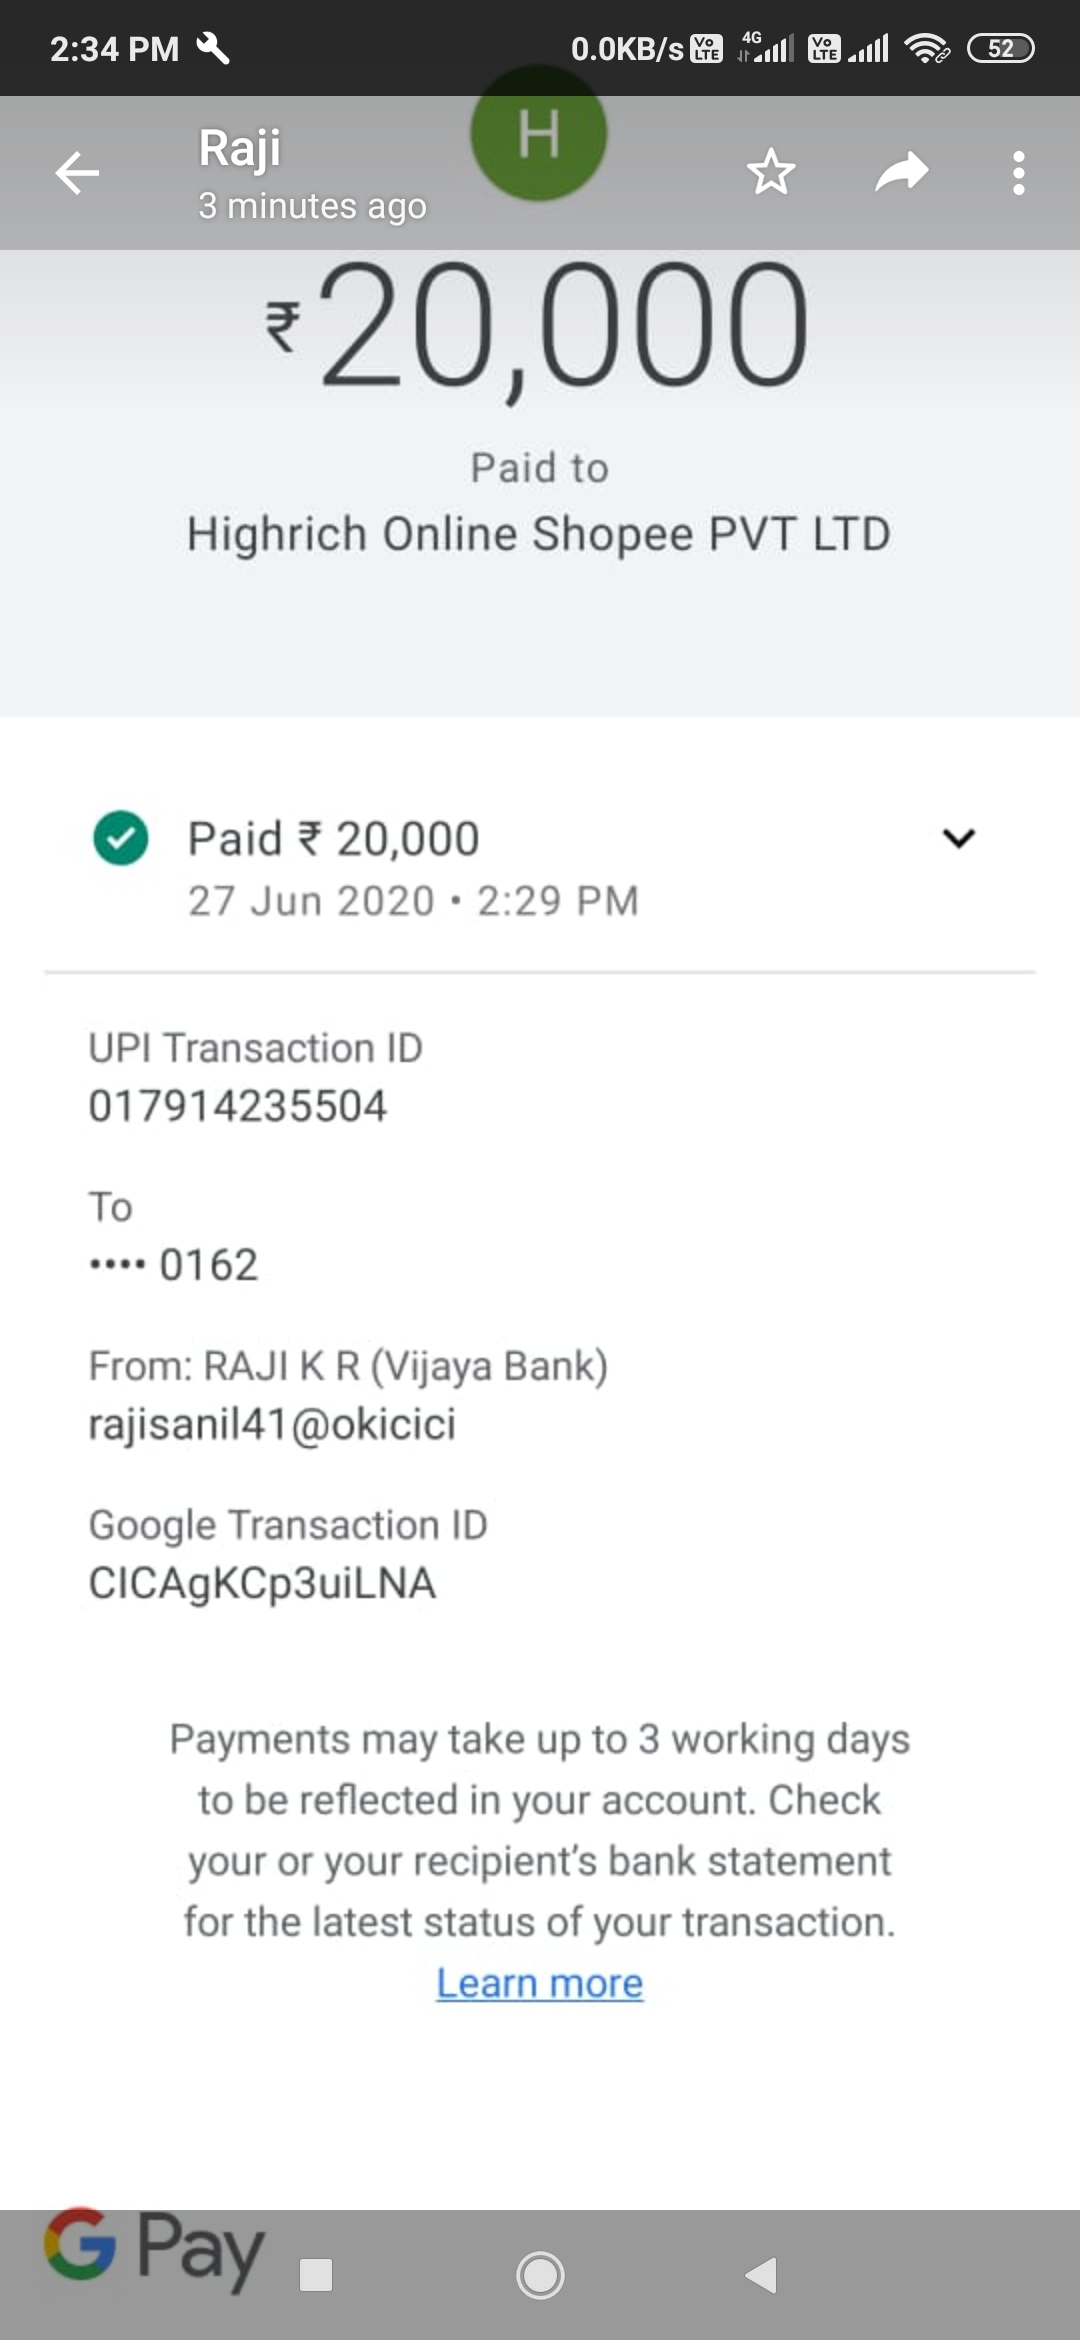 2:34 PM 0.0KB/s Vo LTE 4G Vo LTE 52
Raji
3 minutes ago
H
₹20,000
Paid to
Highrich Online Shopee PVT LTD
Paid ₹ 20,000
27 Jun 2020 • 2:29 PM
UPI Transaction ID
017914235504
To
•••• 0162
From: RAJI K R (Vijaya Bank)
rajisanil41@okicici
Google Transaction ID
CICAgKCp3uiLNA
Payments may take up to 3 working days
to be reflected in your account. Check
your or your recipient's bank statement
for the latest status of your transaction.
Learn more
G Pay